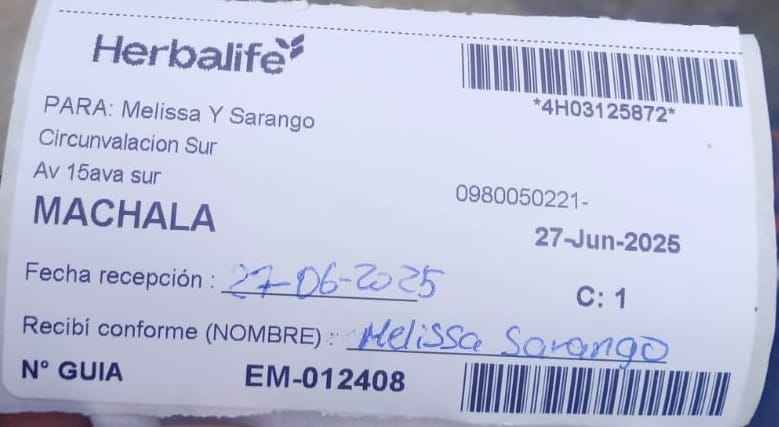 Herbalife
*4H03125872*
PARA: Melissa Y Sarango
Circunvalacion Sur
Av 15ava sur
0980050221-
MACHALA
27-Jun-2025
Fecha recepción : 27-06-2025
C: 1
Recibí conforme (NOMBRE) : Melissa Sarango
N° GUIA EM-012408